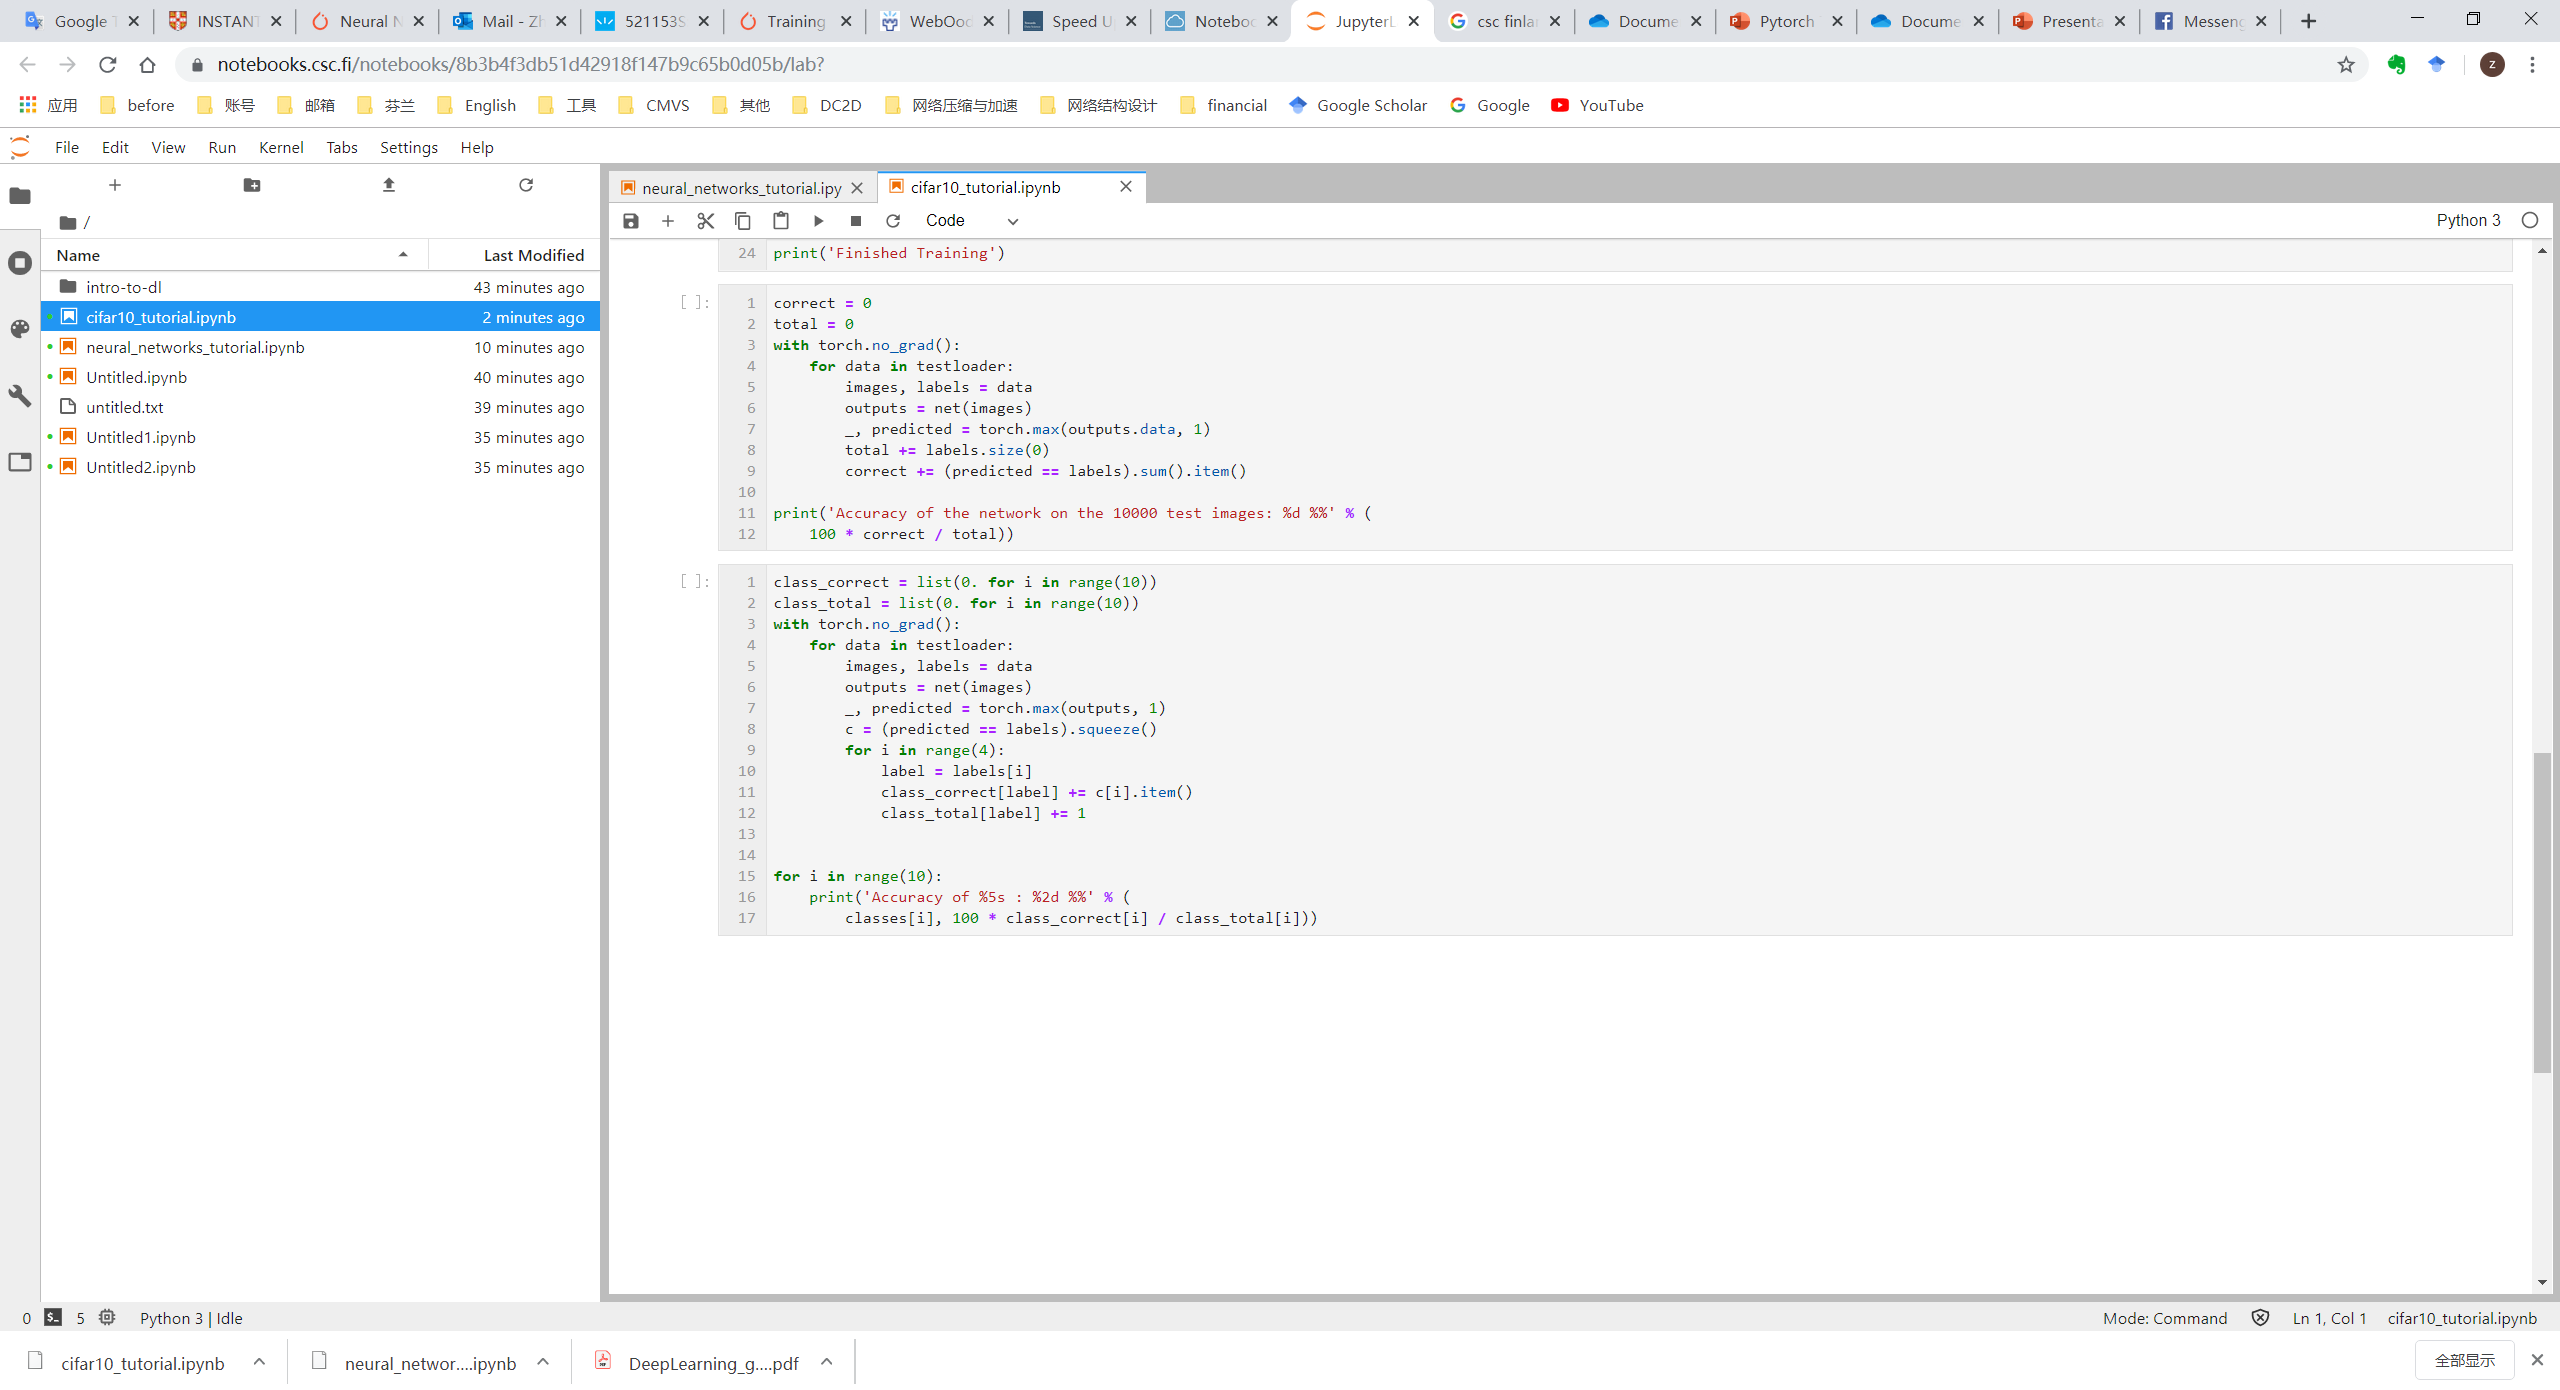 Google T
INSTANT
Neural N
Mail - Zh
521153S
Training
WebOod
Speed U
Noteboo
JupyterL
csc finlan
Docume
Pytorch
Docume
Presenta
Messeng
notebooks.csc.fi/notebooks/8b3b4f3db51d42918f147b9c65b0d05b/lab?
z
应用 before 账号 邮箱 芬兰 English 工具 CMVS 其他 DC2D 网络压缩与加速 网络结构设计 financial Google Scholar Google YouTube
File Edit View Run Kernel Tabs Settings Help
/
Name Last Modified
intro-to-dl 43 minutes ago
cifar10_tutorial.ipynb 2 minutes ago
neural_networks_tutorial.ipynb 10 minutes ago
Untitled.ipynb 40 minutes ago
untitled.txt 39 minutes ago
Untitled1.ipynb 35 minutes ago
Untitled2.ipynb 35 minutes ago
neural_networks_tutorial.ipy
cifar10_tutorial.ipynb
Code
Python 3
24 print('Finished Training')
[ ]:
1 correct = 0
2 total = 0
3 with torch.no_grad():
4     for data in testloader:
5         images, labels = data
6         outputs = net(images)
7         _, predicted = torch.max(outputs.data, 1)
8         total += labels.size(0)
9         correct += (predicted == labels).sum().item()
10
11 print('Accuracy of the network on the 10000 test images: %d %%' % (
12     100 * correct / total))
[ ]:
1 class_correct = list(0. for i in range(10))
2 class_total = list(0. for i in range(10))
3 with torch.no_grad():
4     for data in testloader:
5         images, labels = data
6         outputs = net(images)
7         _, predicted = torch.max(outputs, 1)
8         c = (predicted == labels).squeeze()
9         for i in range(4):
10             label = labels[i]
11             class_correct[label] += c[i].item()
12             class_total[label] += 1
13
14
15 for i in range(10):
16     print('Accuracy of %5s : %2d %%' % (
17         classes[i], 100 * class_correct[i] / class_total[i]))
0 5 Python 3 | Idle
Mode: Command Ln 1, Col 1 cifar10_tutorial.ipynb
cifar10_tutorial.ipynb
neural_networ....ipynb
DeepLearning_g....pdf
全部显示